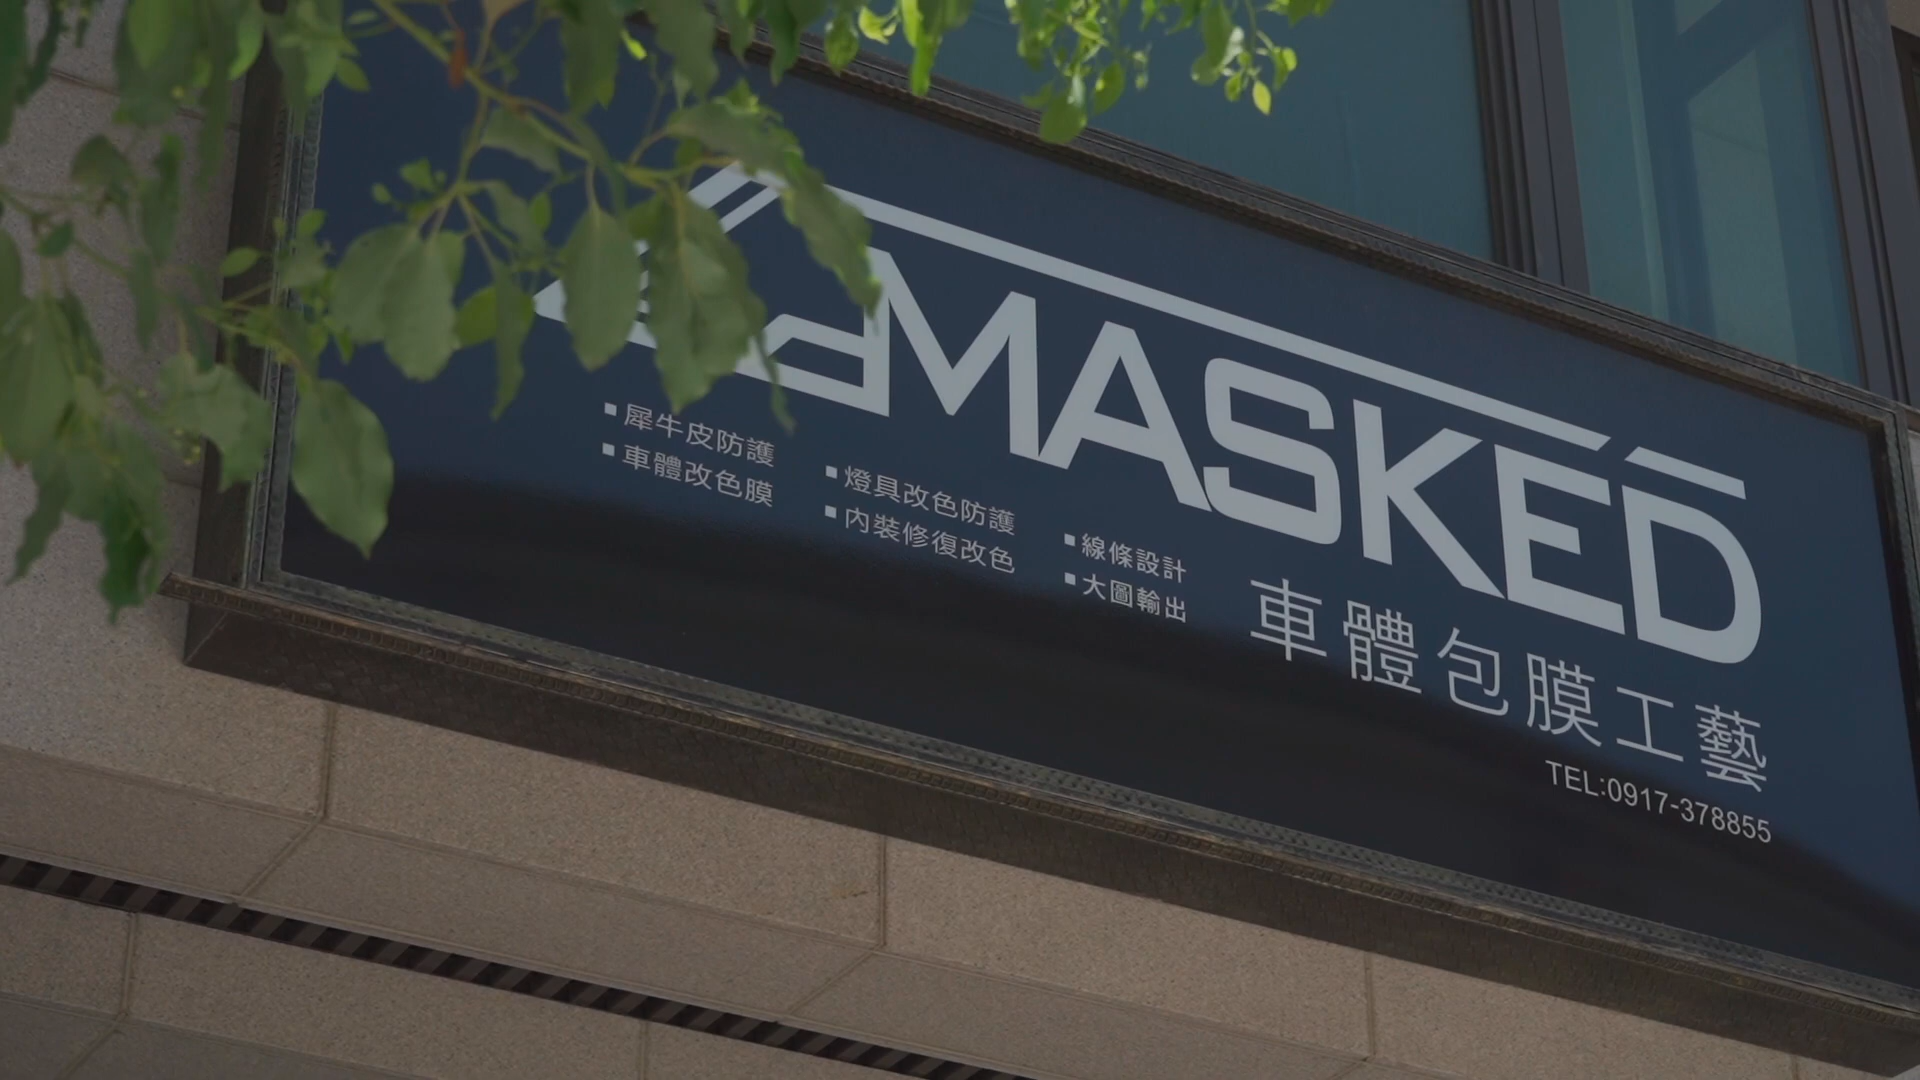 MASKED
▪犀牛皮防護
▪車體改色膜
▪燈具改色防護
▪內裝修復改色
▪線條設計
▪大圖輸出
車體包膜工藝
TEL:0917-378855